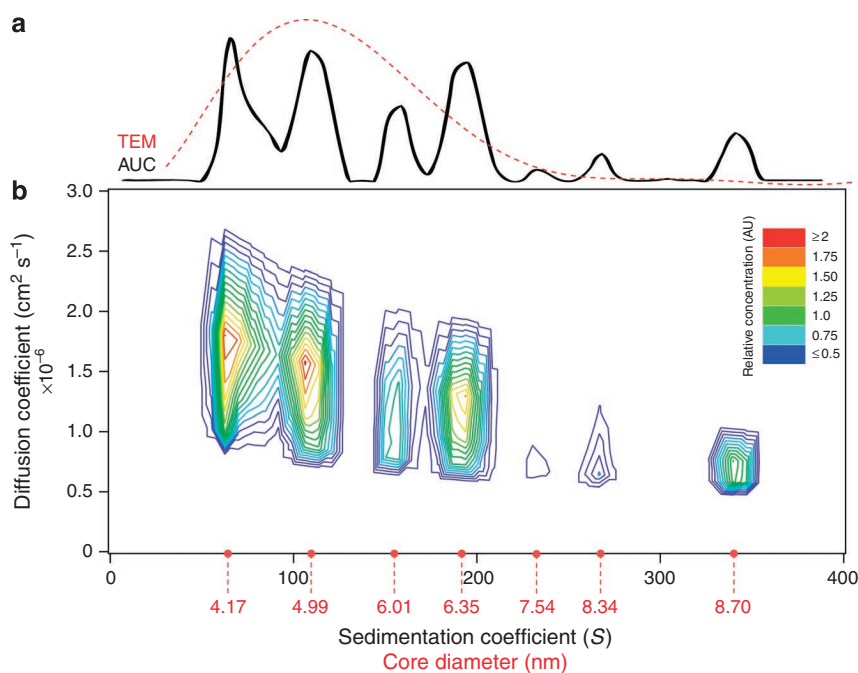 a
TEM
AUC
b
3.0
2.5
2.0
1.5
1.0
0.5
0
Diffusion coefficient (cm² s⁻¹)
×10⁻⁶
Relative concentration (AU)
≥2
1.75
1.50
1.25
1.0
0.75
≤0.5
0 100 200 300 400
4.17 4.99 6.01 6.35 7.54 8.34 8.70
Sedimentation coefficient (S)
Core diameter (nm)